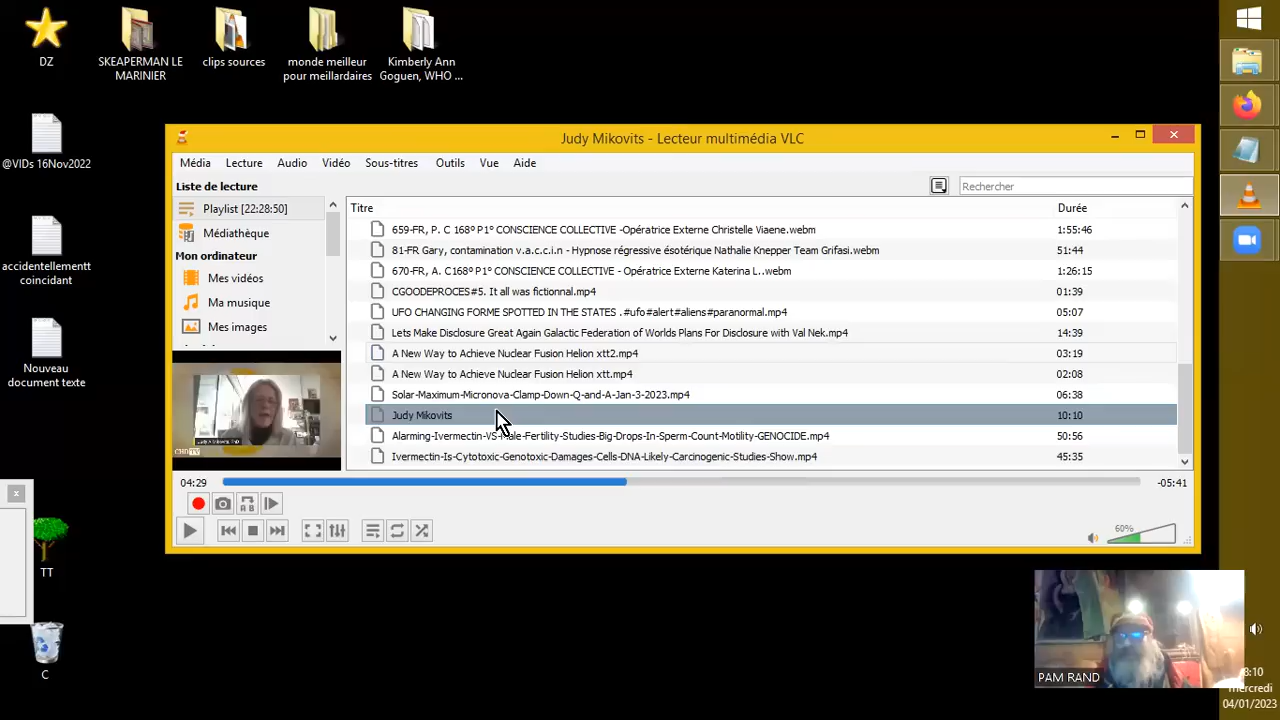 DZ
SKEAPERMAN LE
MARINIER
clips sources
monde meilleur
pour meillardaires
Kimberly Ann
Goguen, WHO ...
@VIDs 16Nov2022
accidentellementt
coincidant
Nouveau
document texte
TT
C
Judy Mikovits - Lecteur multimédia VLC
Média Lecture Audio Vidéo Sous-titres Outils Vue Aide
Liste de lecture
Playlist [22:28:50]
Médiathèque
Mon ordinateur
Mes vidéos
Ma musique
Mes images
Rechercher
Titre Durée
659-FR, P. C 168º P1º CONSCIENCE COLLECTIVE -Opératrice Externe Christelle Viaene.webm 1:55:46
81-FR Gary, contamination v.a.c.c.i.n - Hypnose régressive ésotérique Nathalie Knepper Team Grifasi.webm 51:44
670-FR, A. C168º P1º CONSCIENCE COLLECTIVE - Opératrice Externe Katerina L..webm 1:26:15
CGOODEPROCES#5. It all was fictionnal.mp4 01:39
UFO CHANGING FORME SPOTTED IN THE STATES .#ufo#alert#aliens#paranormal.mp4 05:07
Lets Make Disclosure Great Again Galactic Federation of Worlds Plans For Disclosure with Val Nek.mp4 14:39
A New Way to Achieve Nuclear Fusion Helion xtt2.mp4 03:19
A New Way to Achieve Nuclear Fusion Helion xtt.mp4 02:08
Solar-Maximum-Micronova-Clamp-Down-Q-and-A-Jan-3-2023.mp4 06:38
Judy Mikovits 10:10
Alarming-Ivermectin-VS-Male-Fertility-Studies-Big-Drops-In-Sperm-Count-Motility-GENOCIDE.mp4 50:56
Ivermectin-Is-Cytotoxic-Genotoxic-Damages-Cells-DNA-Likely-Carcinogenic-Studies-Show.mp4 45:35
04:29 -05:41
60%
PAM RAND
8:10
mercredi
04/01/2023